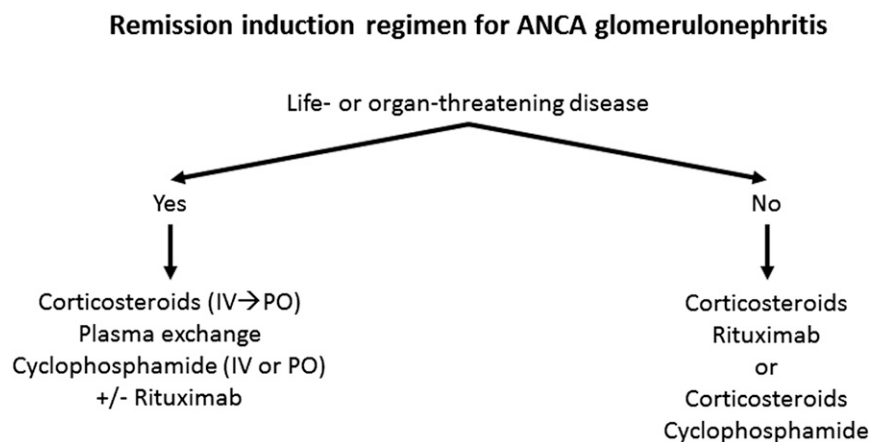 Remission induction regimen for ANCA glomerulonephritis
Life- or organ-threatening disease
Yes
No
Corticosteroids (IV→PO)
Plasma exchange
Cyclophosphamide (IV or PO)
+/- Rituximab
Corticosteroids
Rituximab
or
Corticosteroids
Cyclophosphamide